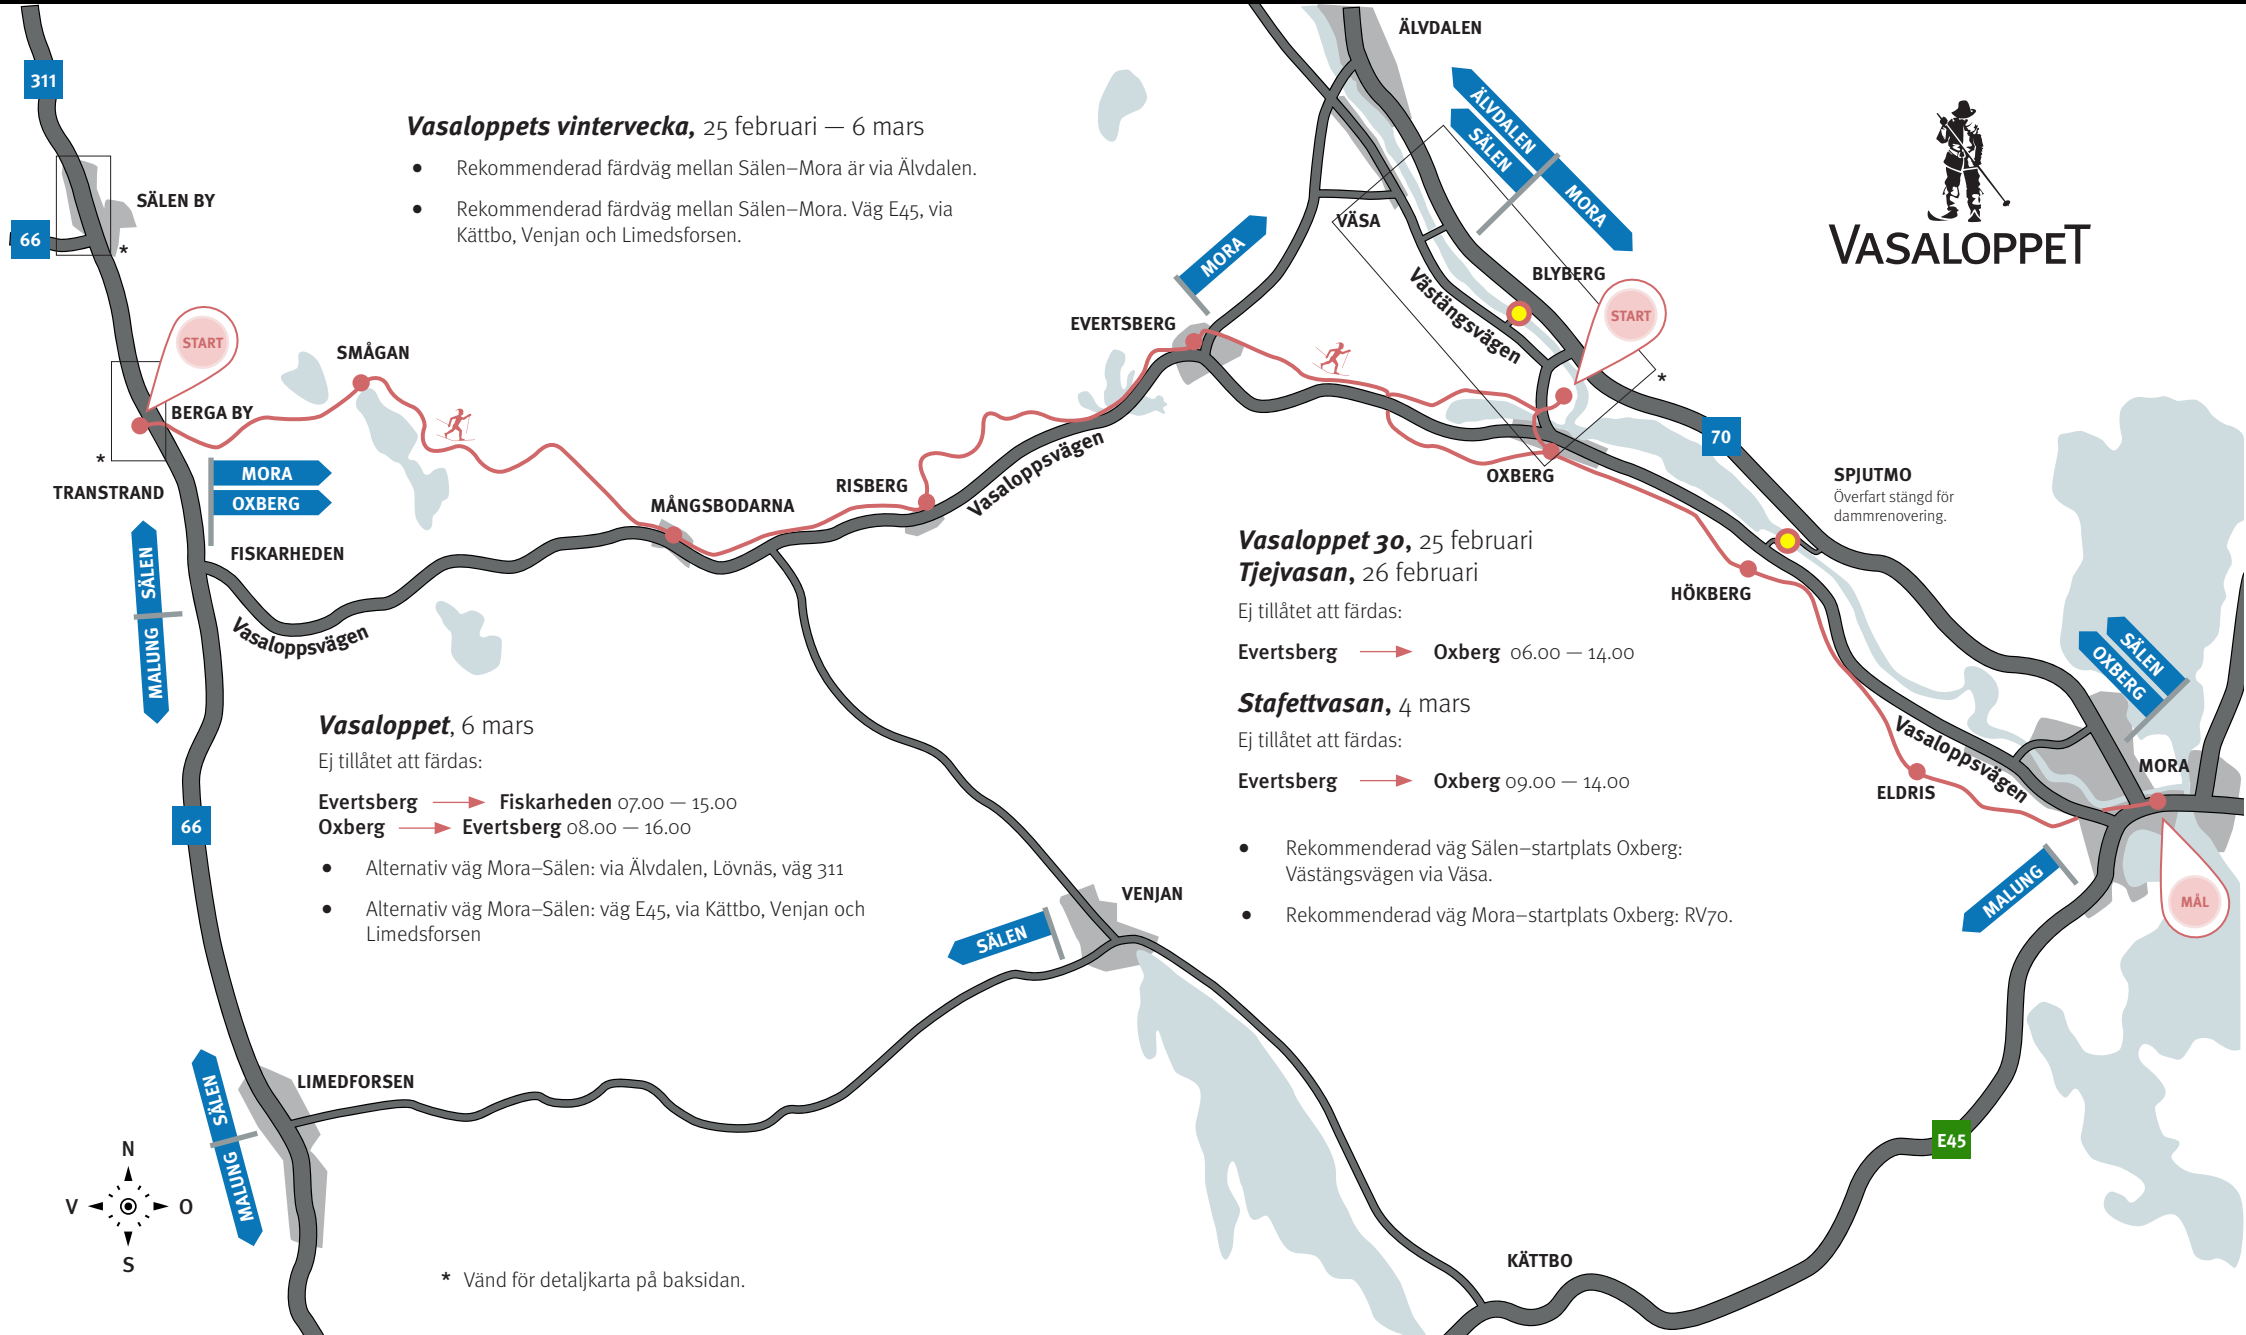 ÄLVDALEN
311
Vasaloppets vintervecka, 25 februari — 6 mars
• Rekommenderad färdväg mellan Sälen–Mora är via Älvdalen.
• Rekommenderad färdväg mellan Sälen–Mora. Väg E45, via
Kättbo, Venjan och Limedsforsen.
ÄLVDALEN
SÄLEN
MORA
VASALOPPET
SÄLEN BY
66
*
VÄSA
MORA
BLYBERG
Västängsvägen
START
START
EVERTSBERG
SMÅGAN
*
BERGA BY
*
70
MORA
OXBERG
TRANSTRAND
MÅNGSBODARNA
RISBERG
Vasaloppsvägen
OXBERG
SPJUTMO
Överfart stängd för
dammrenovering.
FISKARHEDEN
SÄLEN
MALUNG
Vasaloppsvägen
Vasaloppet 30, 25 februari
Tjejvasan, 26 februari
Ej tillåtet att färdas:
Evertsberg Oxberg 06.00 — 14.00
Stafettvasan, 4 mars
Ej tillåtet att färdas:
Evertsberg Oxberg 09.00 — 14.00
• Rekommenderad väg Sälen–startplats Oxberg:
Västängsvägen via Väsa.
• Rekommenderad väg Mora–startplats Oxberg: RV70.
HÖKBERG
SÄLEN
OXBERG
Vasaloppsvägen
MORA
ELDRIS
MALUNG
MÅL
Vasaloppet, 6 mars
Ej tillåtet att färdas:
Evertsberg Fiskarheden 07.00 — 15.00
Oxberg Evertsberg 08.00 — 16.00
• Alternativ väg Mora–Sälen: via Älvdalen, Lövnäs, väg 311
• Alternativ väg Mora–Sälen: väg E45, via Kättbo, Venjan och
Limedsforsen
66
VENJAN
SÄLEN
LIMEDFORSEN
SÄLEN
MALUNG
E45
N
V O
S
KÄTTBO
* Vänd för detaljkarta på baksidan.